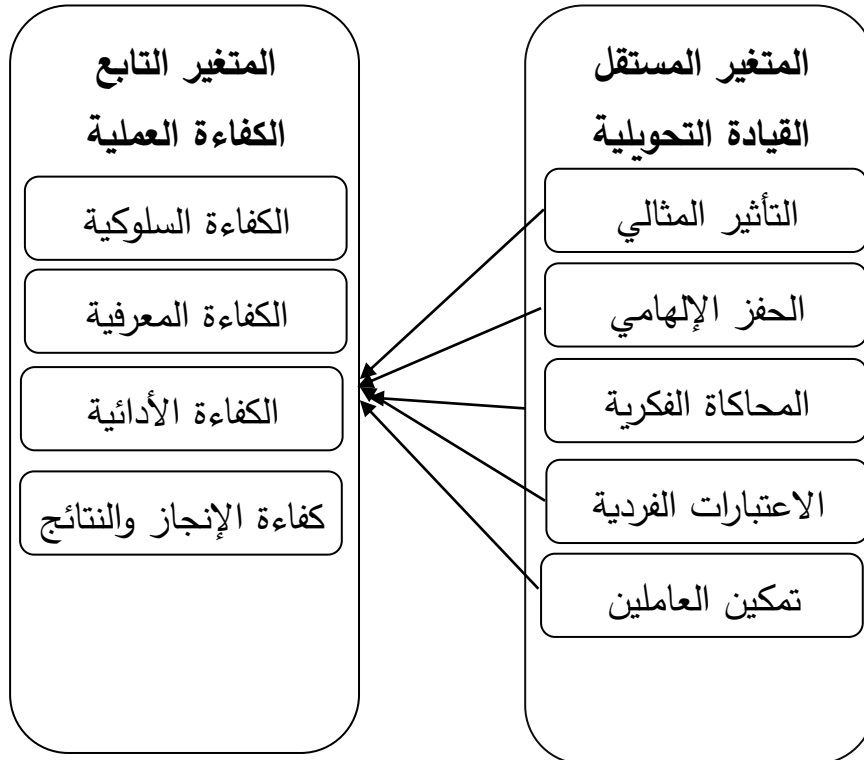 المتغير المستقل
القيادة التحويلية
التأثير المثالي
الحفز الإلهامي
المحاكاة الفكرية
الاعتبارات الفردية
تمكين العاملين
المتغير التابع
الكفاءة العملية
الكفاءة السلوكية
الكفاءة المعرفية
الكفاءة الأدائية
كفاءة الإنجاز والنتائج